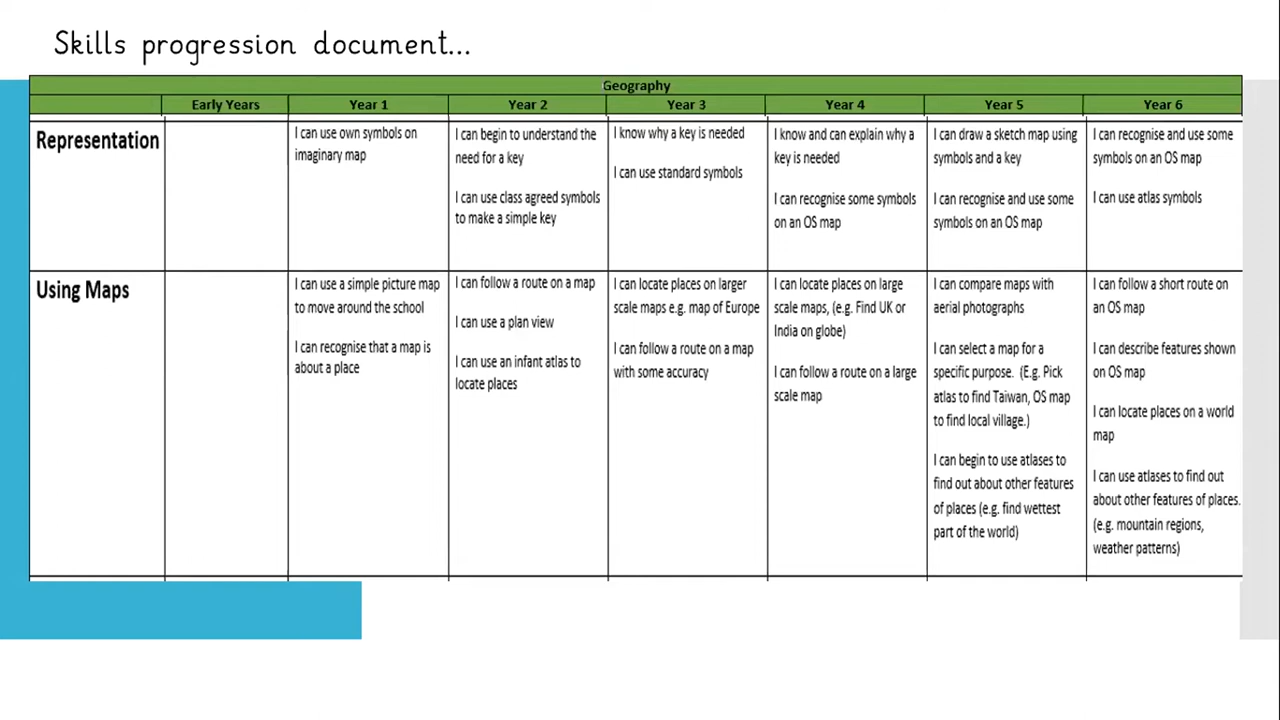 Skills progression document...
Geography
Early Years
Year 1
Year 2
Year 3
Year 4
Year 5
Year 6
Representation
I can use own symbols on
imaginary map
I can begin to understand the
need for a key
I can use class agreed symbols
to make a simple key
I know why a key is needed
I can use standard symbols
I know and can explain why a
key is needed
I can recognise some symbols
on an OS map
I can draw a sketch map using
symbols and a key
I can recognise and use some
symbols on an OS map
I can recognise and use some
symbols on an OS map
I can use atlas symbols
Using Maps
I can use a simple picture map
to move around the school
I can recognise that a map is
about a place
I can follow a route on a map
I can use a plan view
I can use an infant atlas to
locate places
I can locate places on larger
scale maps e.g. map of Europe
I can follow a route on a map
with some accuracy
I can locate places on large
scale maps, (e.g. Find UK or
India on globe)
I can follow a route on a large
scale map
I can compare maps with
aerial photographs
I can select a map for a
specific purpose. (E.g. Pick
atlas to find Taiwan, OS map
to find local village.)
I can begin to use atlases to
find out about other features
of places (e.g. find wettest
part of the world)
I can follow a short route on
an OS map
I can describe features shown
on OS map
I can locate places on a world
map
I can use atlases to find out
about other features of places.
(e.g. mountain regions,
weather patterns)